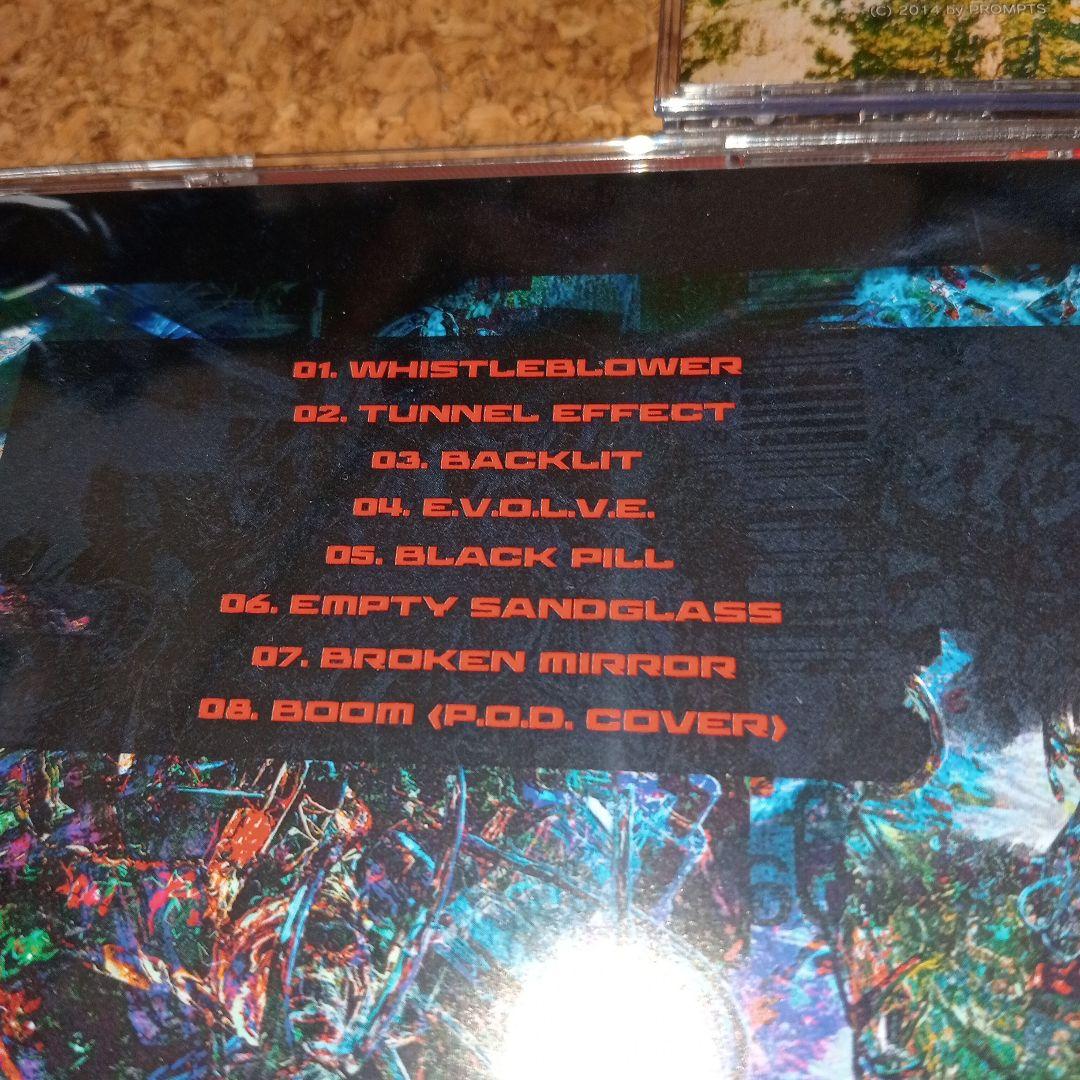 (C) 2014 by PROMPTS
01. WHISTLEBLOWER
02. TUNNEL EFFECT
03. BACKLIT
04. E.V.O.L.V.E.
05. BLACK PILL
06. EMPTY SANDGLASS
07. BROKEN MIRROR
08. BOOM (P.O.D. COVER)